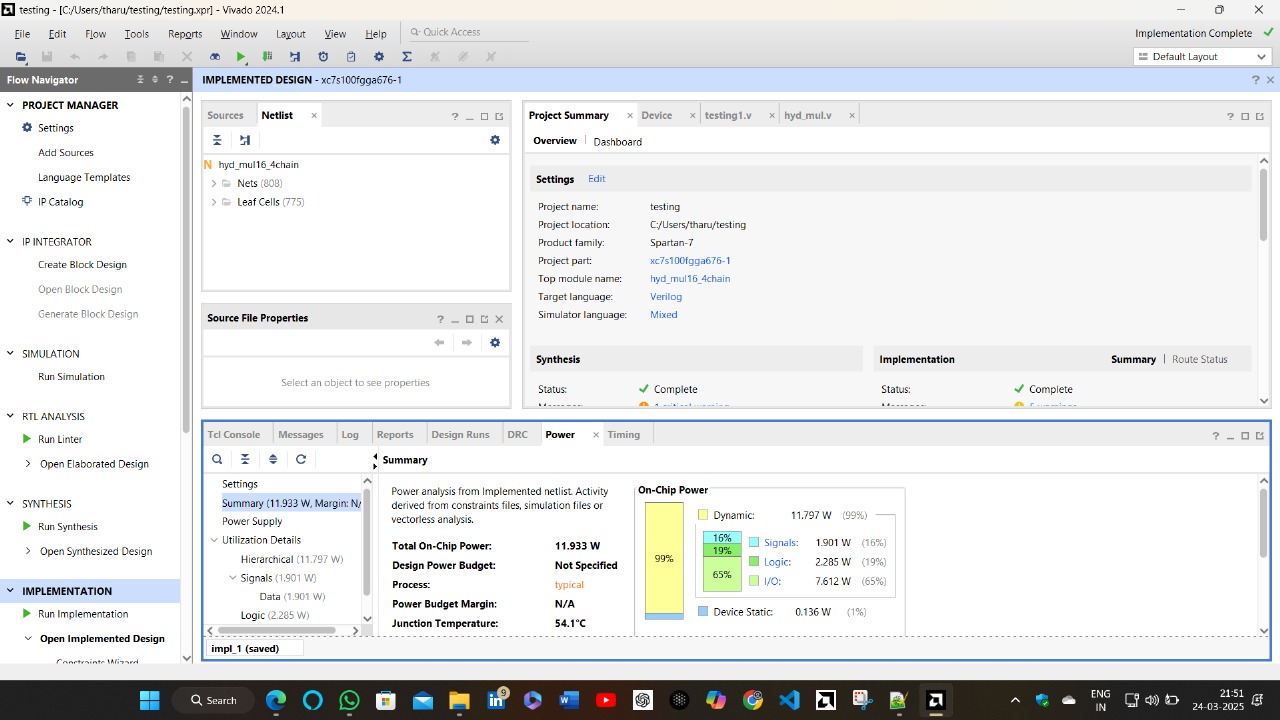 testing - [C:/Users/tharu/testing/testing.xpr] - Vivado 2024.1
File Edit Flow Tools Reports Window Layout View Help Quick Access
Implementation Complete
Default Layout
Flow Navigator
IMPLEMENTED DESIGN - xc7s100fgga676-1
PROJECT MANAGER
Settings
Add Sources
Language Templates
IP Catalog
IP INTEGRATOR
Create Block Design
Open Block Design
Generate Block Design
SIMULATION
Run Simulation
RTL ANALYSIS
Run Linter
Open Elaborated Design
SYNTHESIS
Run Synthesis
Open Synthesized Design
IMPLEMENTATION
Run Implementation
Open Implemented Design
Constraints Wizard
Sources Netlist
N hyd_mul16_4chain
Nets (808)
Leaf Cells (775)
Source File Properties
Select an object to see properties
Project Summary Device testing1.v hyd_mul.v
Overview Dashboard
Settings Edit
Project name: testing
Project location: C:/Users/tharu/testing
Product family: Spartan-7
Project part: xc7s100fgga676-1
Top module name: hyd_mul16_4chain
Target language: Verilog
Simulator language: Mixed
Synthesis
Status: Complete
Messages: 1 critical warning
Implementation Summary | Route Status
Status: Complete
Messages: 5 warnings
Tcl Console Messages Log Reports Design Runs DRC Power Timing
Summary
Settings
Summary (11.933 W, Margin: N/
Power Supply
Utilization Details
Hierarchical (11.797 W)
Signals (1.901 W)
Data (1.901 W)
Logic (2.285 W)
impl_1 (saved)
Power analysis from Implemented netlist. Activity
derived from constraints files, simulation files or
vectorless analysis.
Total On-Chip Power: 11.933 W
Design Power Budget: Not Specified
Process: typical
Power Budget Margin: N/A
Junction Temperature: 54.1°C
On-Chip Power
99%
Dynamic: 11.797 W (99%)
16%
19%
65%
Signals: 1.901 W (16%)
Logic: 2.285 W (19%)
I/O: 7.612 W (65%)
Device Static: 0.136 W (1%)
Search
9
ENG
IN
21:51
24-03-2025